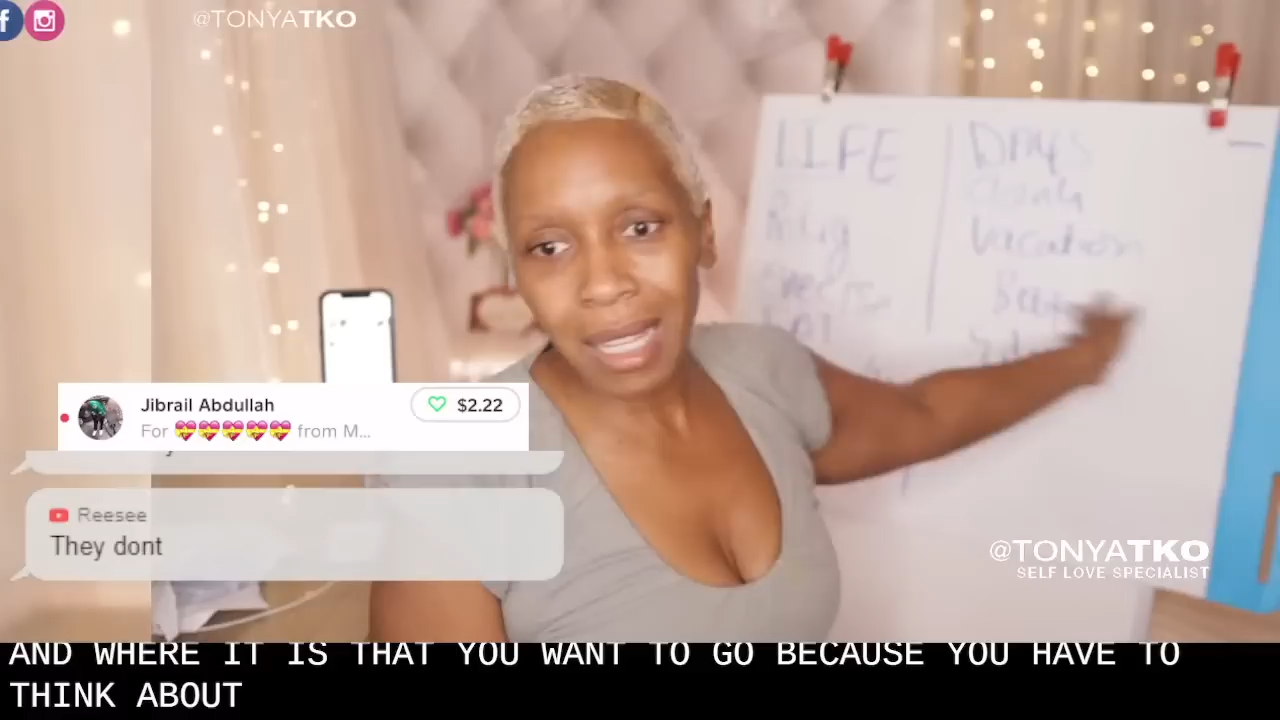 @TONYATKO
LIFE
DAYS
Goals
Vacation
Jibrail Abdullah
$2.22
For 💝💝💝💝💝 from M...
Reesee
They dont
@TONYATKO
SELF LOVE SPECIALIST
AND WHERE IT IS THAT YOU WANT TO GO BECAUSE YOU HAVE TO
THINK ABOUT